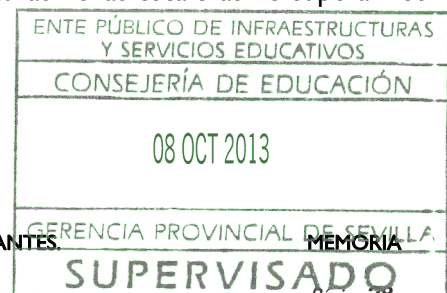 ENTE PÚBLICO DE INFRAESTRUCTURAS
Y SERVICIOS EDUCATIVOS
CONSEJERÍA DE EDUCACIÓN
08 OCT 2013
GERENCIA PROVINCIAL DE SEVILLA
ANTES. MEMORIA
SUPERVISADO